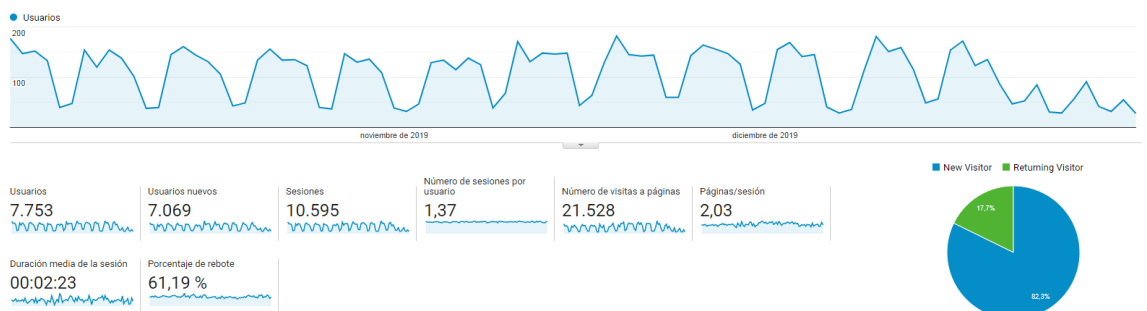 Usuarios
200
100
noviembre de 2019
diciembre de 2019
New Visitor
Returning Visitor
Usuarios
7.753
Usuarios nuevos
7.069
Sesiones
10.595
Número de sesiones por
usuario
1,37
Número de visitas a páginas
21.528
Páginas/sesión
2,03
Duración media de la sesión
00:02:23
Porcentaje de rebote
61,19 %
17,7%
82,3%